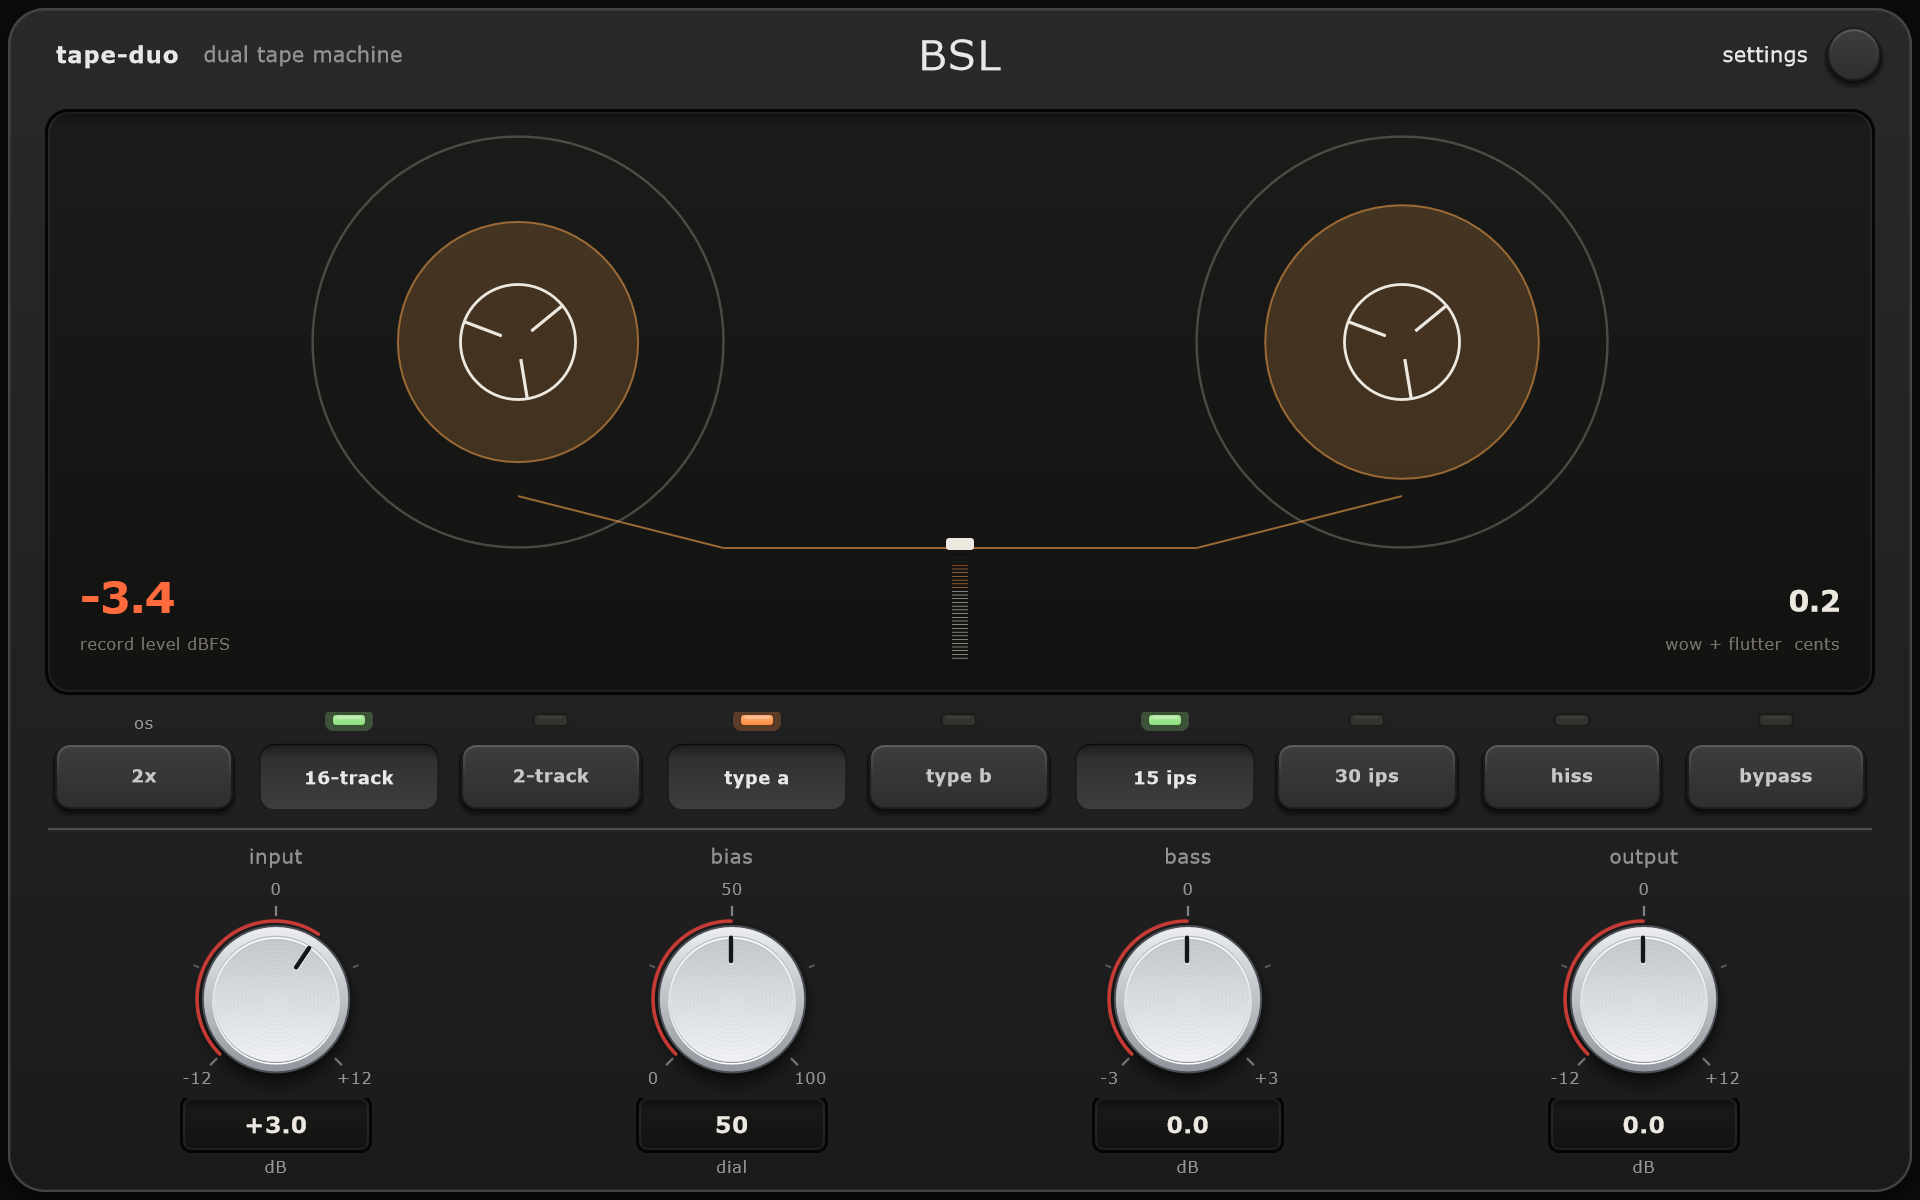 tape-duo dual tape machine
BSL
settings
-3.4
record level dBFS
0.2
wow + flutter cents
os
2x
16-track
2-track
type a
type b
15 ips
30 ips
hiss
bypass
input
0
-12 +12
+3.0
dB
bias
50
0 100
50
dial
bass
0
-3 +3
0.0
dB
output
0
-12 +12
0.0
dB